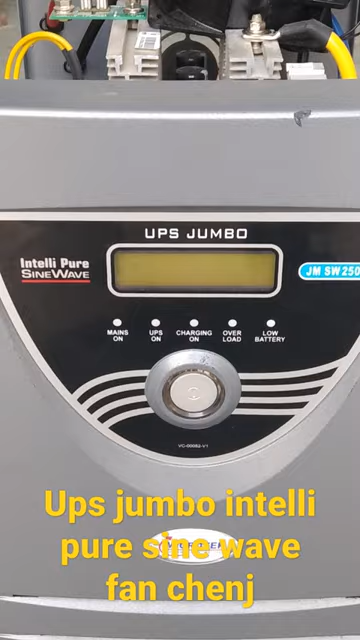 UPS JUMBO
Intelli Pure
SINEWAVE
JM SW 250
MAINS ON
UPS ON
CHARGING ON
OVER LOAD
LOW BATTERY
VC-00052-V1
Ups jumbo intelli
pure sine wave
fan chenj